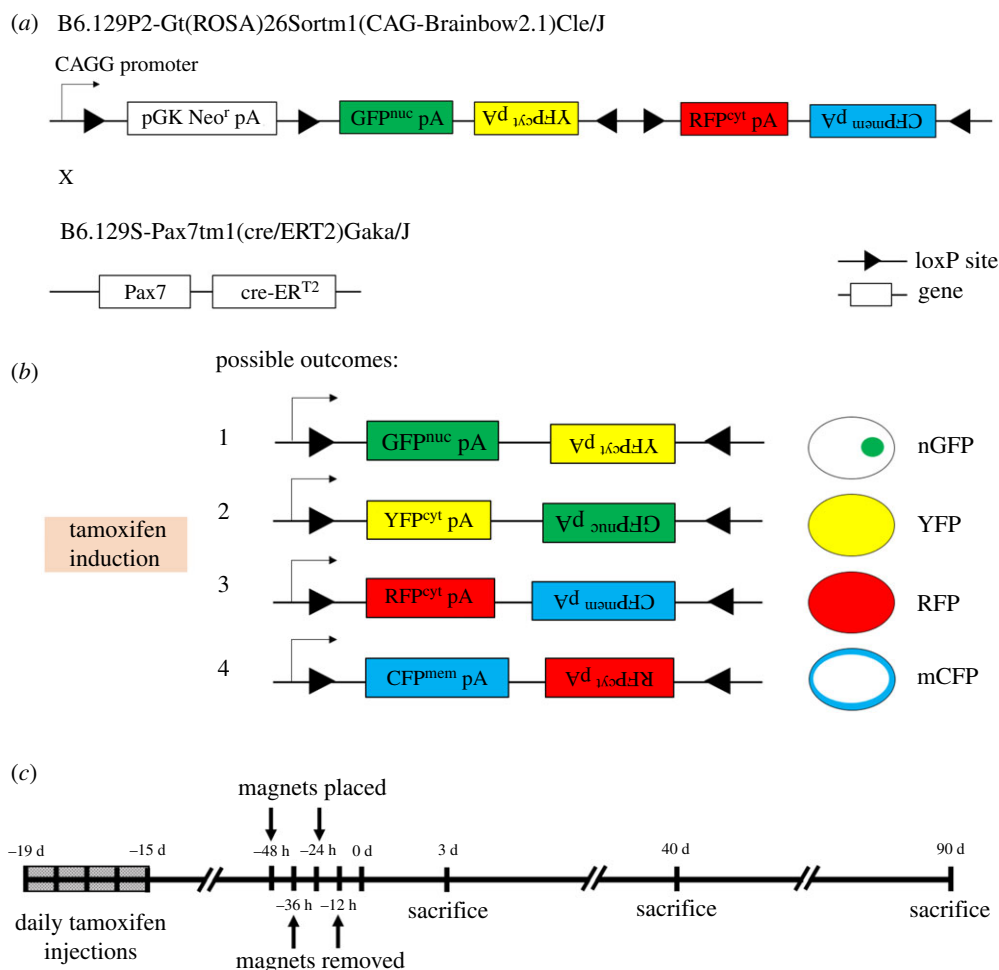 (a) B6.129P2-Gt(ROSA)26Sortm1(CAG-Brainbow2.1)Cle/J
CAGG promoter
pGK Neoʳ pA
GFPⁿᵘᶜ pA
YFPᶜʸᵗ pA
RFPᶜʸᵗ pA
CFPᵐᵉᵐ pA
X
B6.129S-Pax7tm1(cre/ERT2)Gaka/J
Pax7
cre-ERᵀ²
loxP site
gene
(b)
possible outcomes:
tamoxifen
induction
1
GFPⁿᵘᶜ pA
YFPᶜʸᵗ pA
nGFP
2
YFPᶜʸᵗ pA
GFPⁿᵘᶜ pA
YFP
3
RFPᶜʸᵗ pA
CFPᵐᵉᵐ pA
RFP
4
CFPᵐᵉᵐ pA
RFPᶜʸᵗ pA
mCFP
(c)
magnets placed
–19 d
–15 d
–48 h
–24 h
0 d
3 d
40 d
90 d
–36 h
–12 h
daily tamoxifen
injections
magnets removed
sacrifice
sacrifice
sacrifice